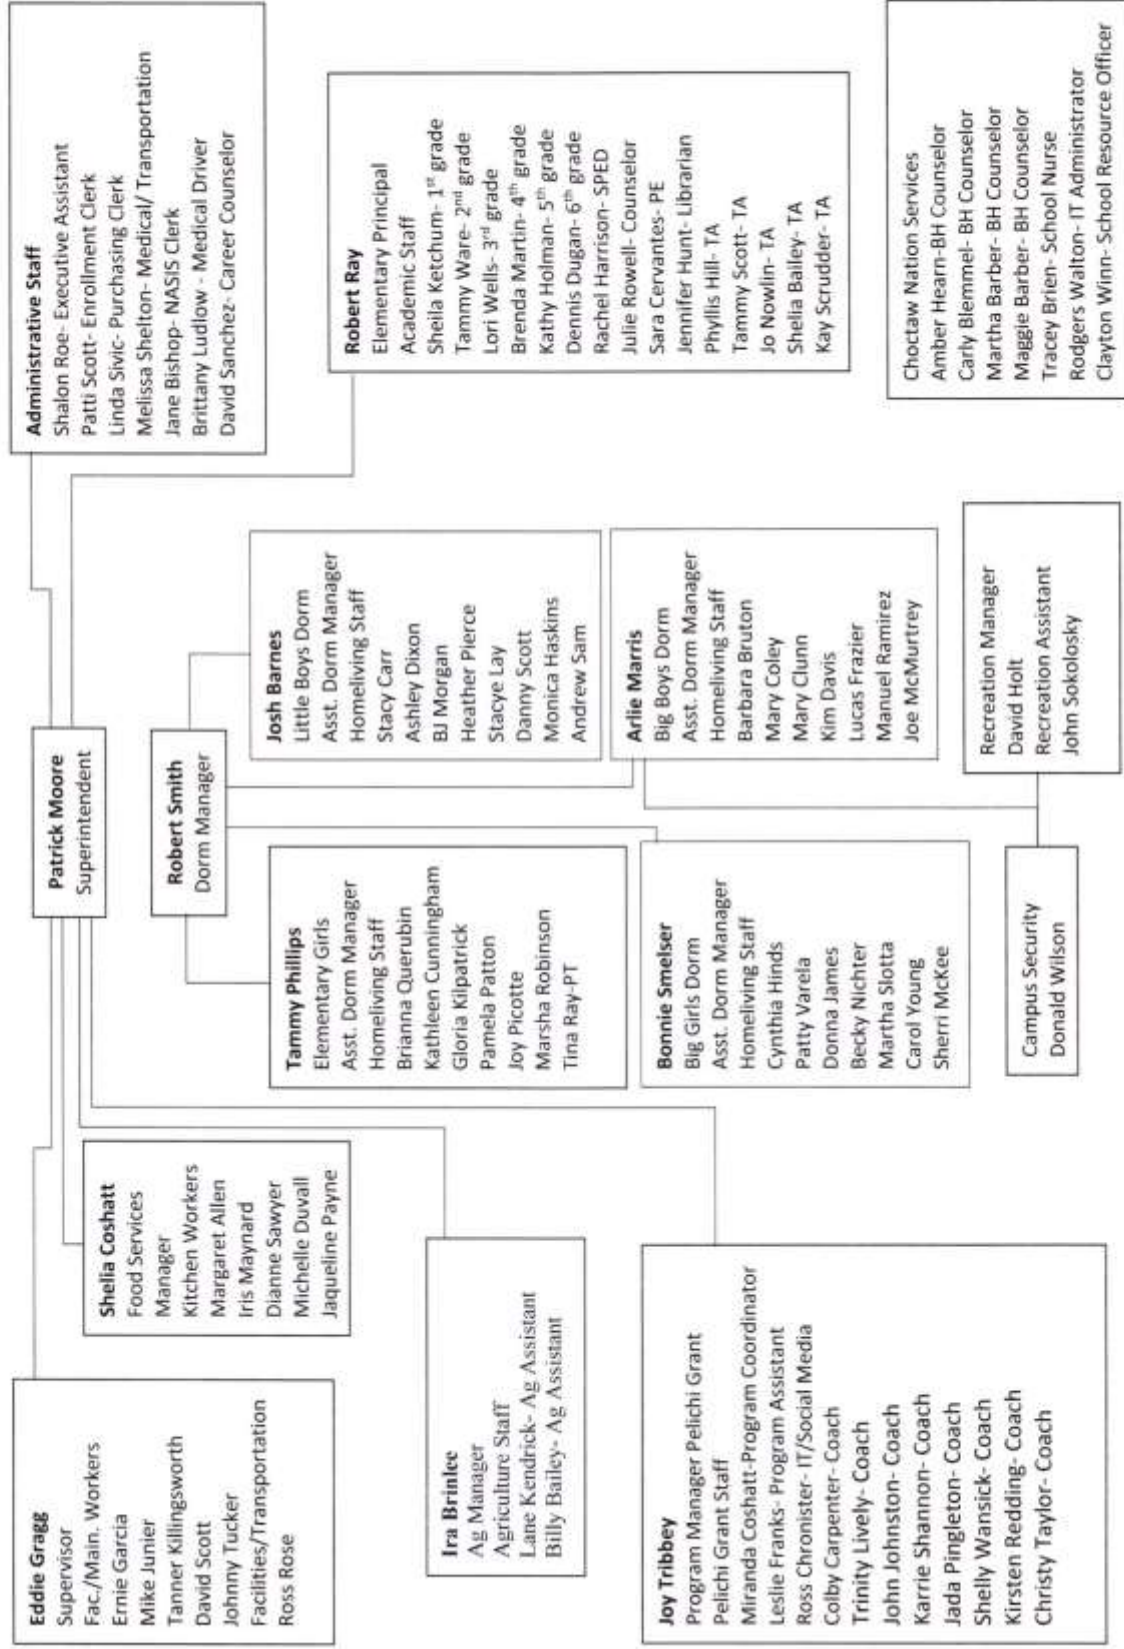 Patrick Moore
Superintendent
Eddie Gragg
Supervisor
Fac./Main. Workers
Ernie Garcia
Mike Junier
Tanner Killingsworth
David Scott
Johnny Tucker
Facilities/Transportation
Ross Rose
Shelia Coshatt
Food Services
Manager
Kitchen Workers
Margaret Allen
Iris Maynard
Dianne Sawyer
Michelle Duvall
Jaqueline Payne
Ira Brinlee
Ag Manager
Agriculture Staff
Lane Kendrick- Ag Assistant
Billy Bailey- Ag Assistant
Joy Tribbey
Program Manager Pelichi Grant
Pelichi Grant Staff
Miranda Coshatt-Program Coordinator
Leslie Franks- Program Assistant
Ross Chronister- IT/Social Media
Colby Carpenter- Coach
Trinity Lively- Coach
John Johnston- Coach
Karrie Shannon- Coach
Jada Pingleton- Coach
Shelly Wansick- Coach
Kirsten Redding- Coach
Christy Taylor- Coach
Robert Smith
Dorm Manager
Tammy Phillips
Elementary Girls
Asst. Dorm Manager
Homeliving Staff
Brianna Querubin
Kathleen Cunningham
Gloria Kilpatrick
Pamela Patton
Joy Picotte
Marsha Robinson
Tina Ray-PT
Bonnie Smelser
Big Girls Dorm
Asst. Dorm Manager
Homeliving Staff
Cynthia Hinds
Patty Varela
Donna James
Becky Nichter
Martha Slotta
Carol Young
Sherri McKee
Campus Security
Donald Wilson
Josh Barnes
Little Boys Dorm
Asst. Dorm Manager
Homeliving Staff
Stacy Carr
Ashley Dixon
BJ Morgan
Heather Pierce
Stacye Lay
Danny Scott
Monica Haskins
Andrew Sam
Arlie Marris
Big Boys Dorm
Asst. Dorm Manager
Homeliving Staff
Barbara Bruton
Mary Coley
Mary Clunn
Kim Davis
Lucas Frazier
Manuel Ramirez
Joe McMurtrey
Recreation Manager
David Holt
Recreation Assistant
John Sokolosky
Administrative Staff
Shalon Roe- Executive Assistant
Patti Scott- Enrollment Clerk
Linda Sivic- Purchasing Clerk
Melissa Shelton- Medical/ Transportation
Jane Bishop- NASIS Clerk
Brittany Ludlow - Medical Driver
David Sanchez- Career Counselor
Robert Ray
Elementary Principal
Academic Staff
Sheila Ketchum- 1st grade
Tammy Ware- 2nd grade
Lori Wells- 3rd grade
Brenda Martin- 4th grade
Kathy Holman- 5th grade
Dennis Dugan- 6th grade
Rachel Harrison- SPED
Julie Rowell- Counselor
Sara Cervantes- PE
Jennifer Hunt- Librarian
Phyllis Hill- TA
Tammy Scott- TA
Jo Nowlin- TA
Shelia Bailey- TA
Kay Scrudder- TA
Choctaw Nation Services
Amber Hearn-BH Counselor
Carly Blemmel- BH Counselor
Martha Barber- BH Counselor
Maggie Barber- BH Counselor
Tracey Brien- School Nurse
Rodgers Walton- IT Administrator
Clayton Winn- School Resource Officer